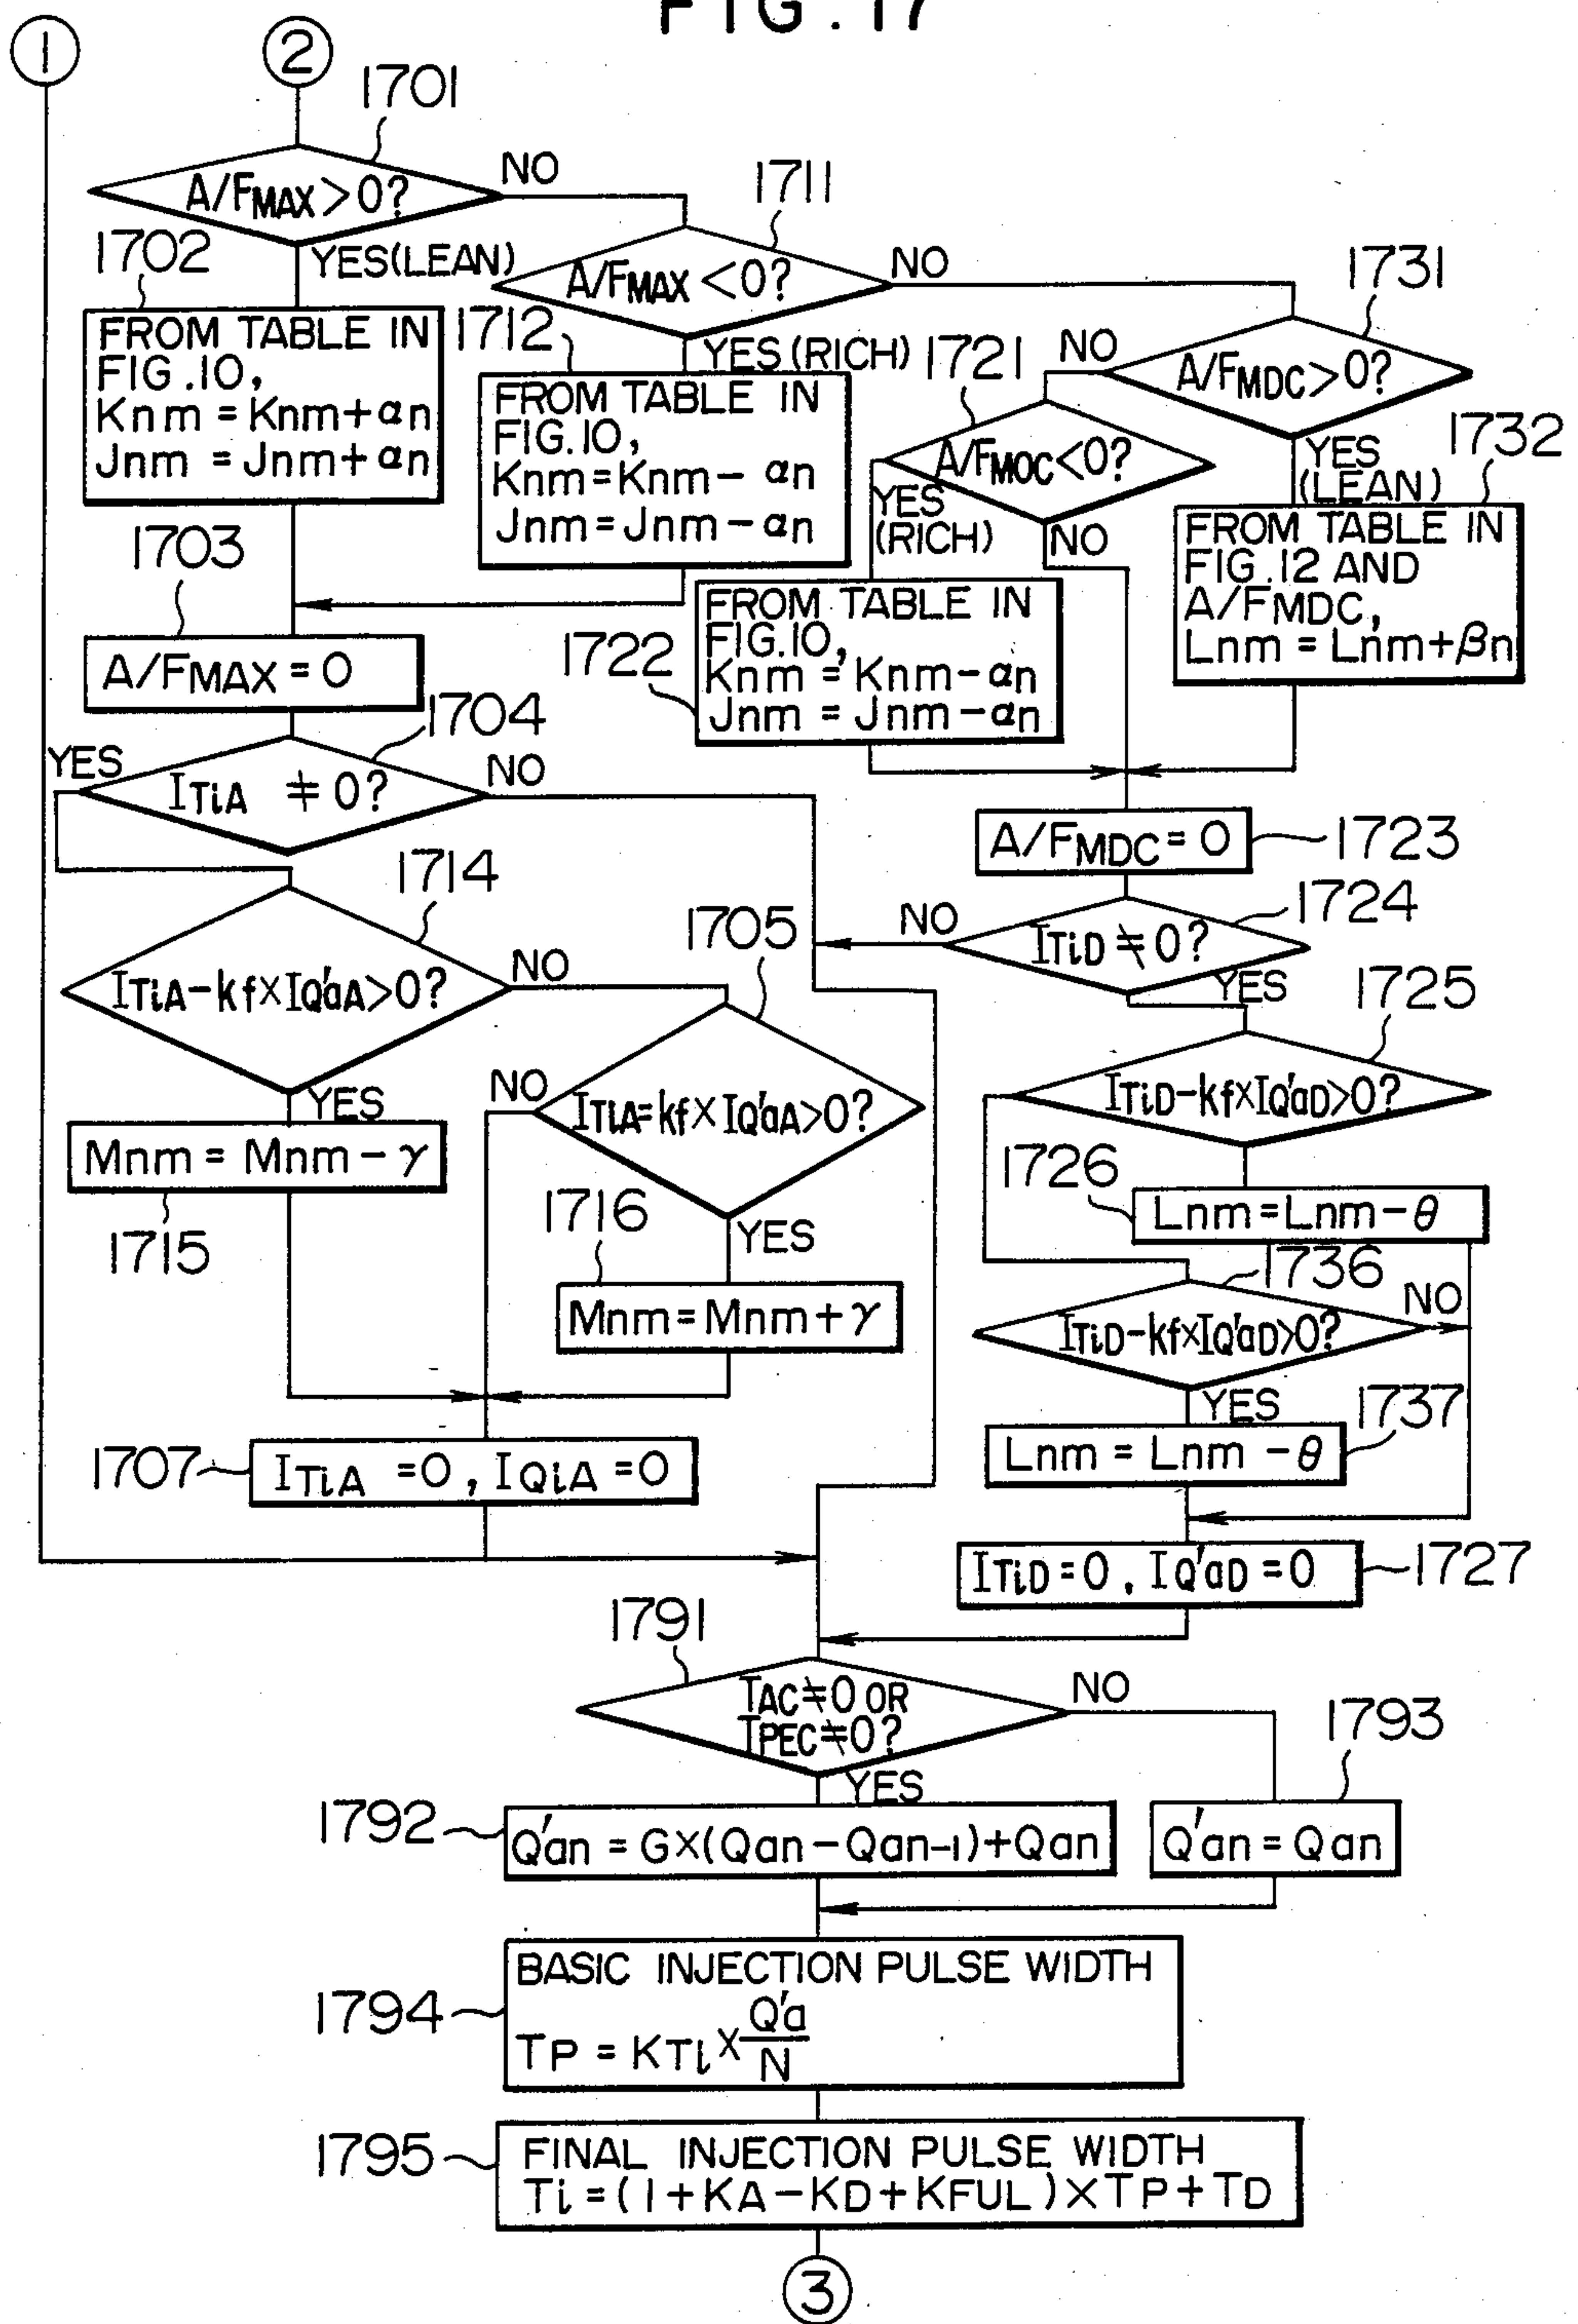 FIG. 17
1
2
1701
A/FMAX>0?
NO
1711
1702
YES(LEAN)
A/FMAX<0?
NO
1731
FROM TABLE IN
FIG.10,
Knm = Knm+αn
Jnm = Jnm+αn
1712
YES (RICH)
1721
NO
A/FMDC>0?
FROM TABLE IN
FIG.10,
Knm=Knm- αn
Jnm=Jnm-αn
A/FMOC<0?
YES
(LEAN)
1732
YES
(RICH)
NO
FROM TABLE IN
FIG.12 AND
A/FMDC,
Lnm = Lnm+βn
1703
A/FMAX=0
1722
FROM TABLE IN
FIG.10,
Knm = Knm-αn
Jnm = Jnm-αn
1704
YES
ITiA ≠0?
NO
A/FMDC=0
1723
1714
1705
NO
ITiD≠0?
1724
YES
ITiA-kf×IQ'aA>0?
NO
1725
NO
ITiA=kf×IQ'aA>0?
ITiD-kf×IQ'aD>0?
YES
Mnm = Mnm-γ
1715
1716
YES
1726
Lnm=Lnm-θ
1736
Mnm=Mnm+γ
ITiD-kf×IQ'aD>0?
NO
YES
1737
1707
ITiA =0, IQiA =0
Lnm = Lnm -θ
ITiD=0, IQ'aD=0
1727
1791
TAC≠0 OR
TPEC≠0?
NO
1793
YES
1792
Q'an = G×(Qan-Qan-1)+Qan
Q'an=Qan
1794
BASIC INJECTION PULSE WIDTH
TP = KTi×Q'a/N
1795
FINAL INJECTION PULSE WIDTH
Ti=(1+KA-KD+KFUL)×TP+TD
3